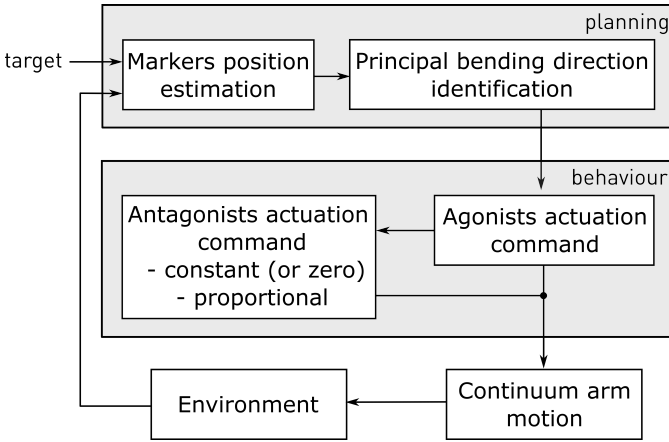 planning
target
Markers position
estimation
Principal bending direction
identification
behaviour
Antagonists actuation
command
- constant (or zero)
- proportional
Agonists actuation
command
Environment
Continuum arm
motion